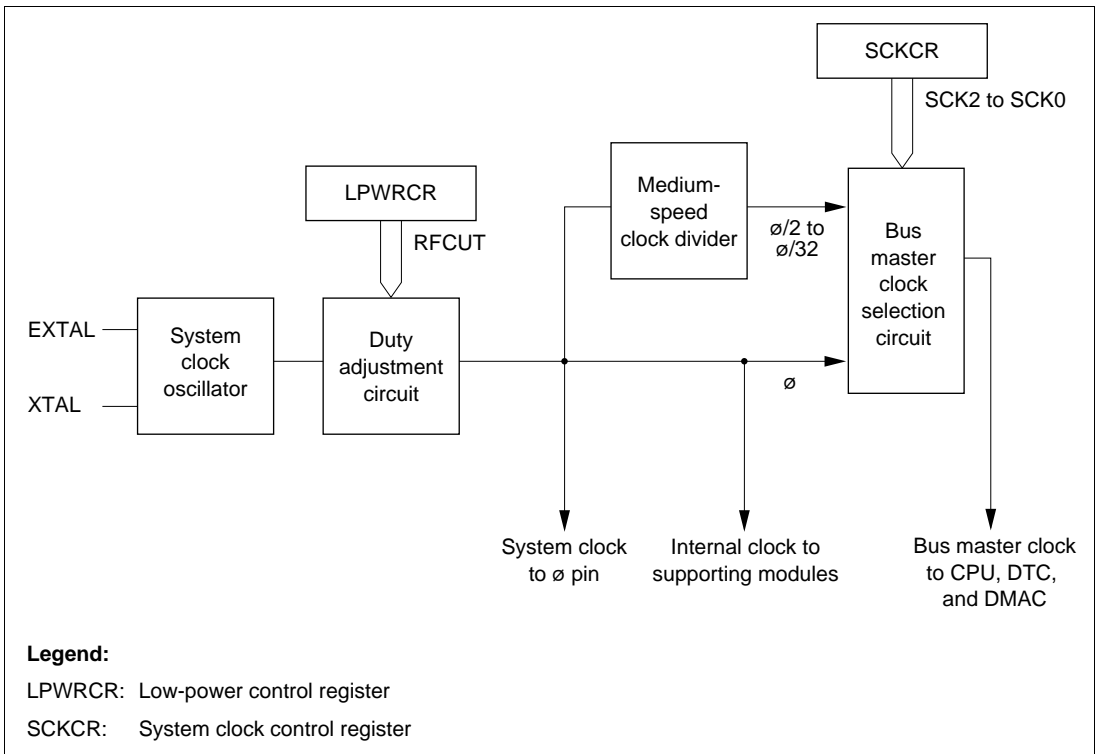 SCKCR
SCK2 to SCK0
LPWRCR
RFCUT
Medium-
speed
clock divider
ø/2 to
ø/32
Bus
master
clock
selection
circuit
EXTAL
XTAL
System
clock
oscillator
Duty
adjustment
circuit
ø
System clock
to ø pin
Internal clock to
supporting modules
Bus master clock
to CPU, DTC,
and DMAC
Legend:
LPWRCR: Low-power control register
SCKCR: System clock control register